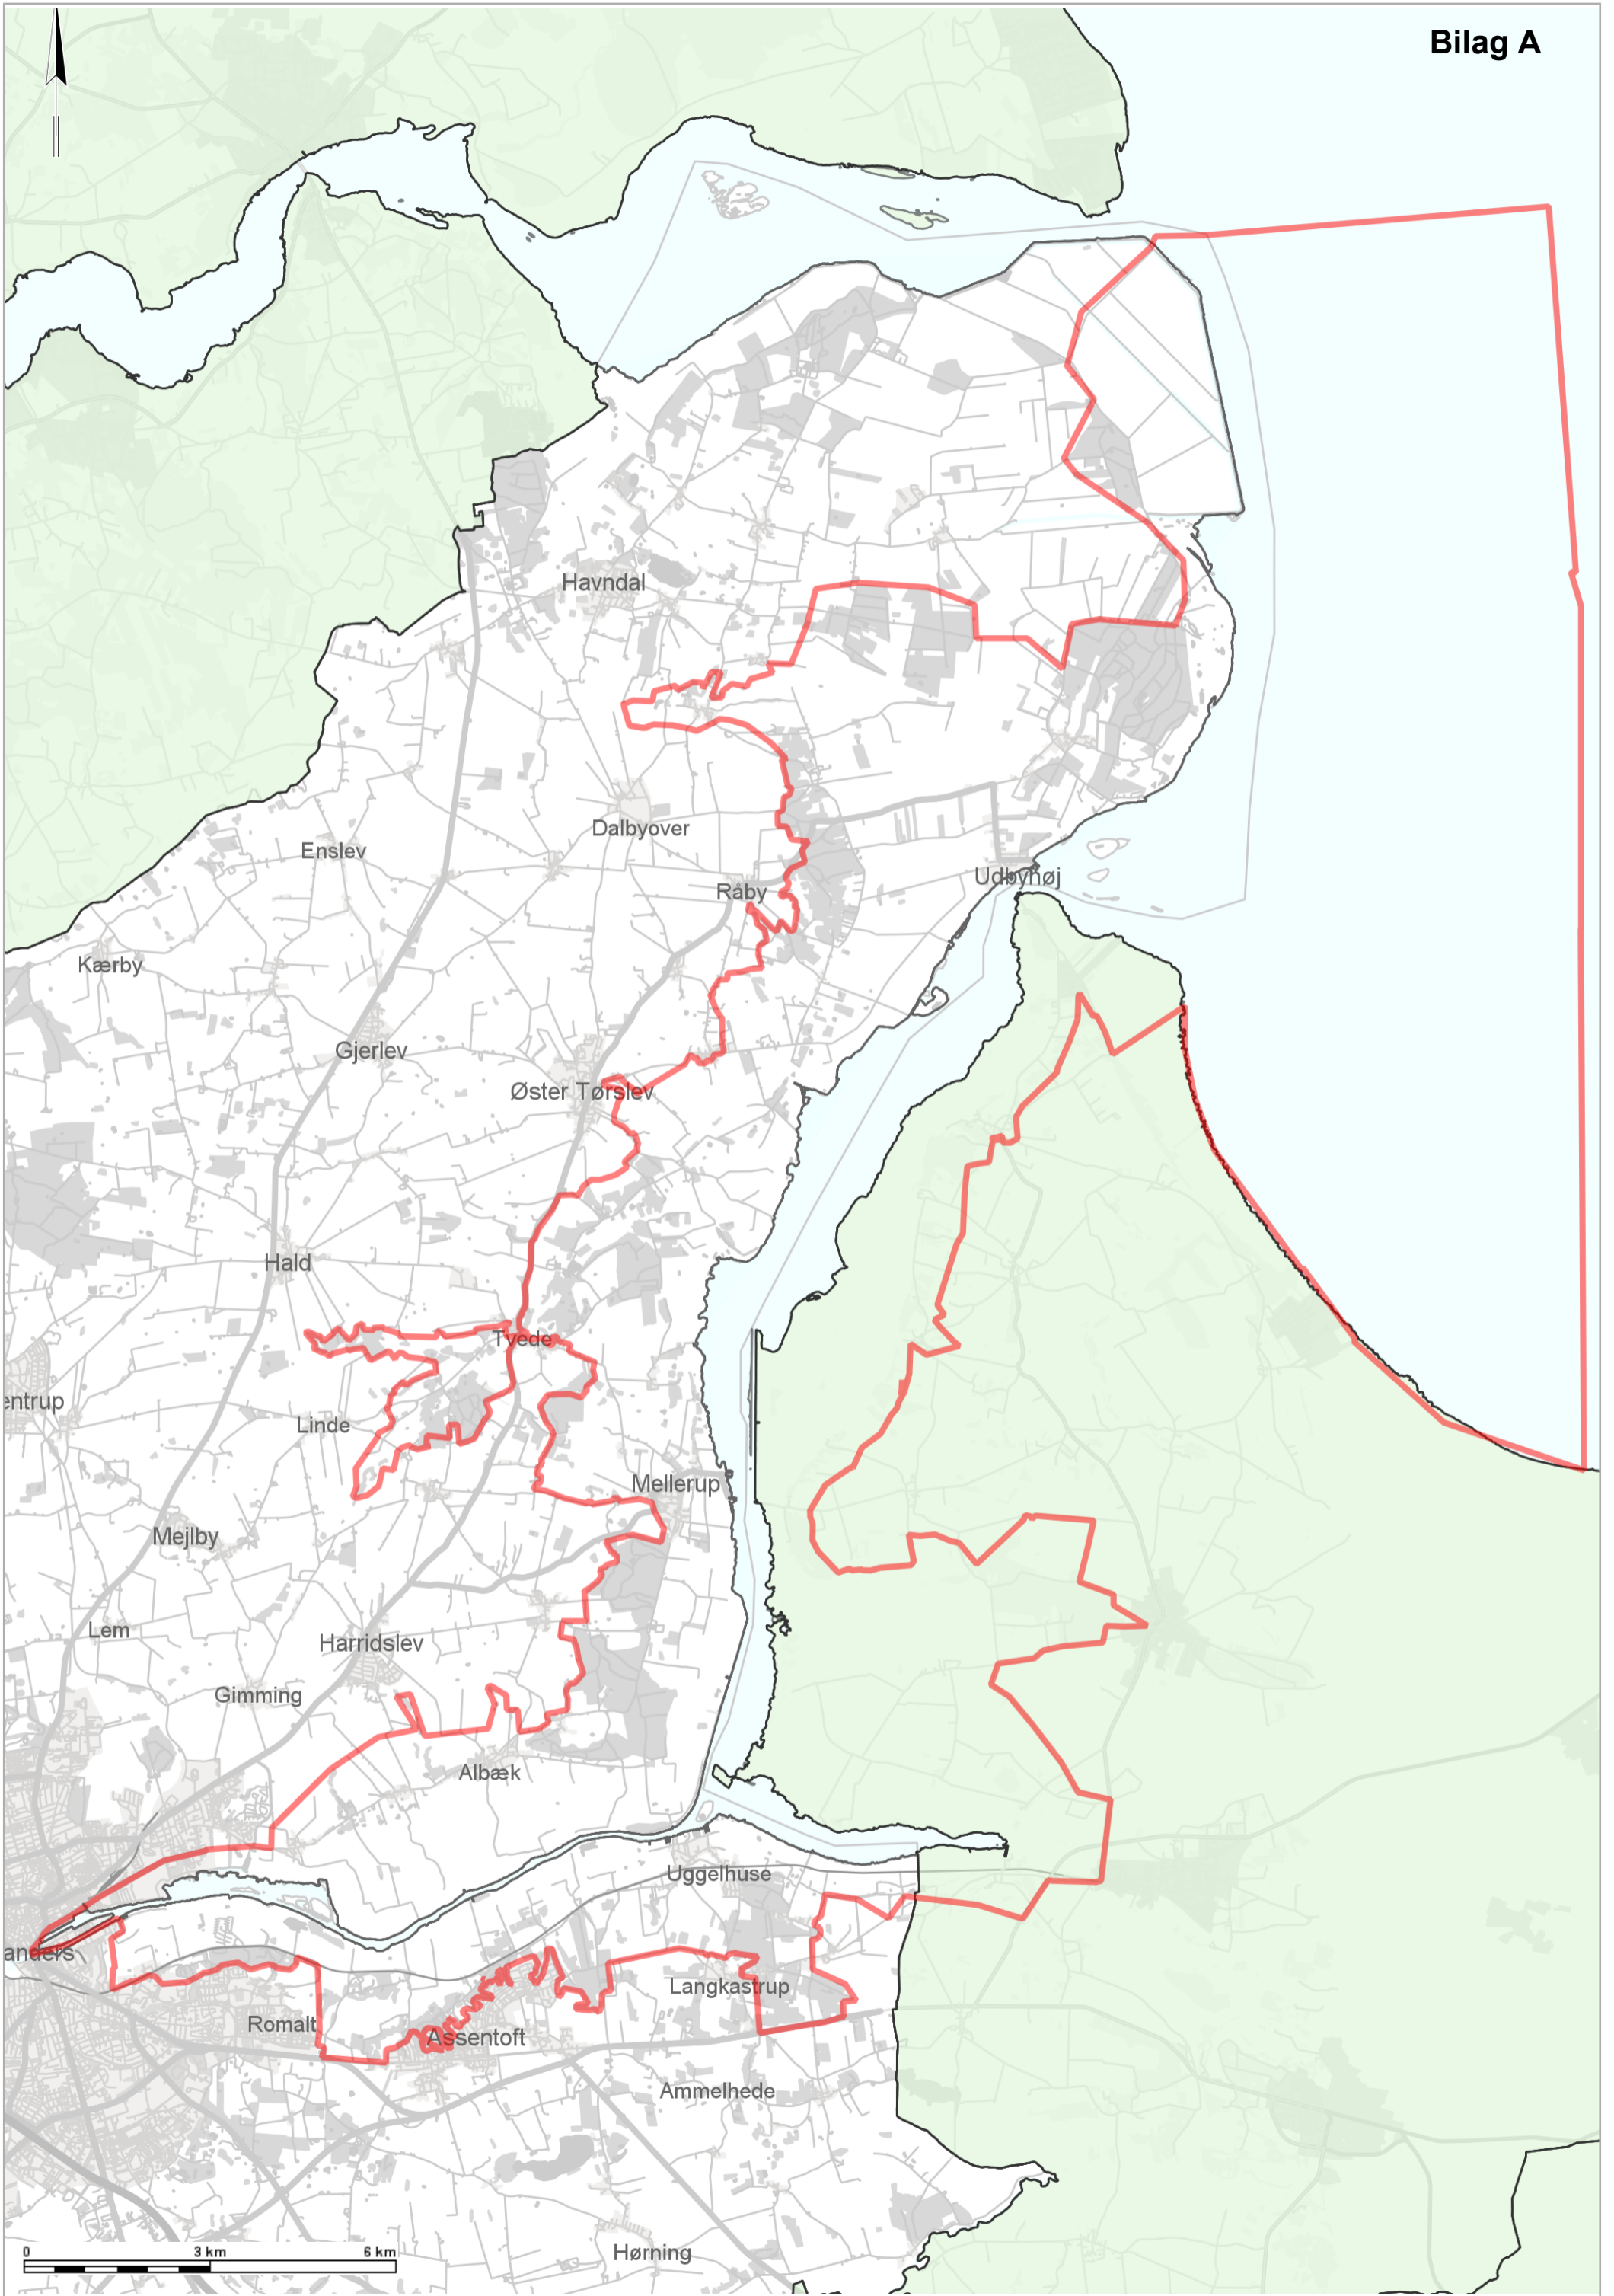 Bilag A
Havndal
Dalbyover
Enslev
Råby
Udbyhøj
Kærby
Gjerlev
Øster Tørslev
Hald
Tvede
entrup
Linde
Mellerup
Mejlby
Lem
Harridslev
Gimming
Albæk
Uggelhuse
anders
Langkastrup
Romalt
Assentoft
Ammelhede
Hørning
0 3 km 6 km